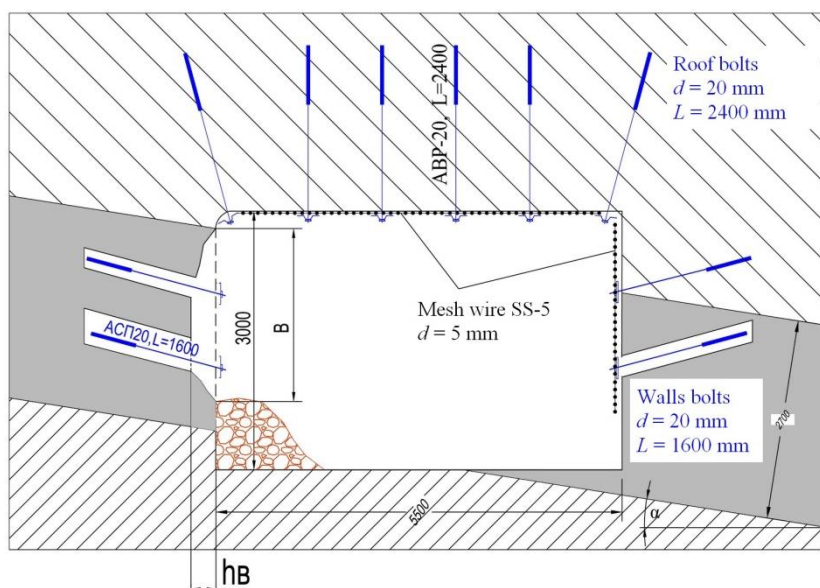 Roof bolts
d = 20 mm
L = 2400 mm
АВР-20, L=2400
Mesh wire SS-5
d = 5 mm
3000
В
АСП20,L=1600
Walls bolts
d = 20 mm
L = 1600 mm
2700
5500
α
hв